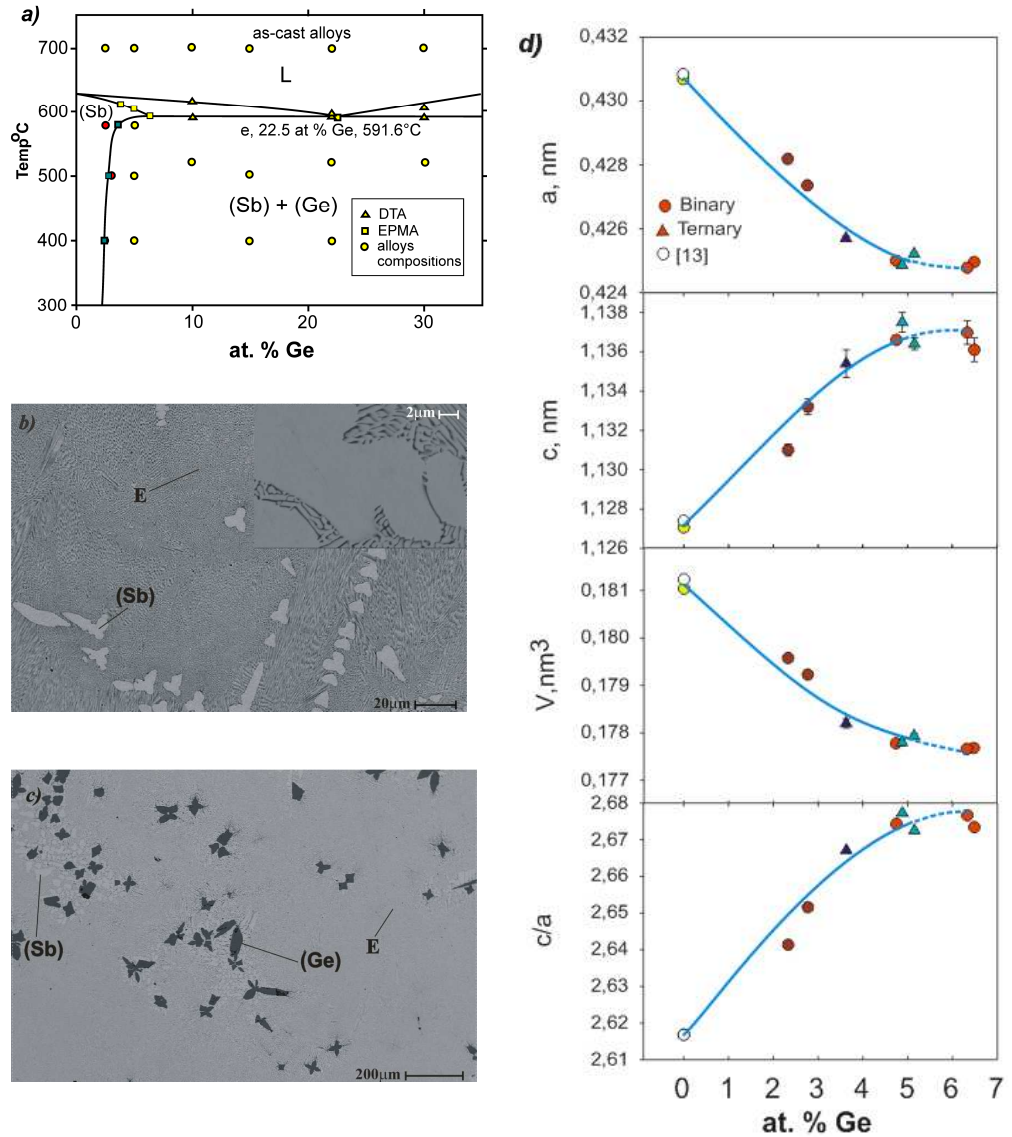 a)
as-cast alloys
700
L
600
(Sb)
e, 22.5 at % Ge, 591.6°C
Temp°C
500
(Sb) + (Ge)
DTA
EPMA
alloys
compositions
400
300
0
10
20
30
at. % Ge
b)
2µm
E
(Sb)
20µm
c)
(Sb)
(Ge)
E
200µm
d)
0,432
0,430
0,428
0,426
0,424
a, nm
Binary
Ternary
[13]
1,138
1,136
1,134
1,132
1,130
1,128
1,126
c, nm
0,181
0,180
0,179
0,178
0,177
V,nm3
2,68
2,67
2,66
2,65
2,64
2,63
2,62
2,61
c/a
0 1 2 3 4 5 6 7
at. % Ge